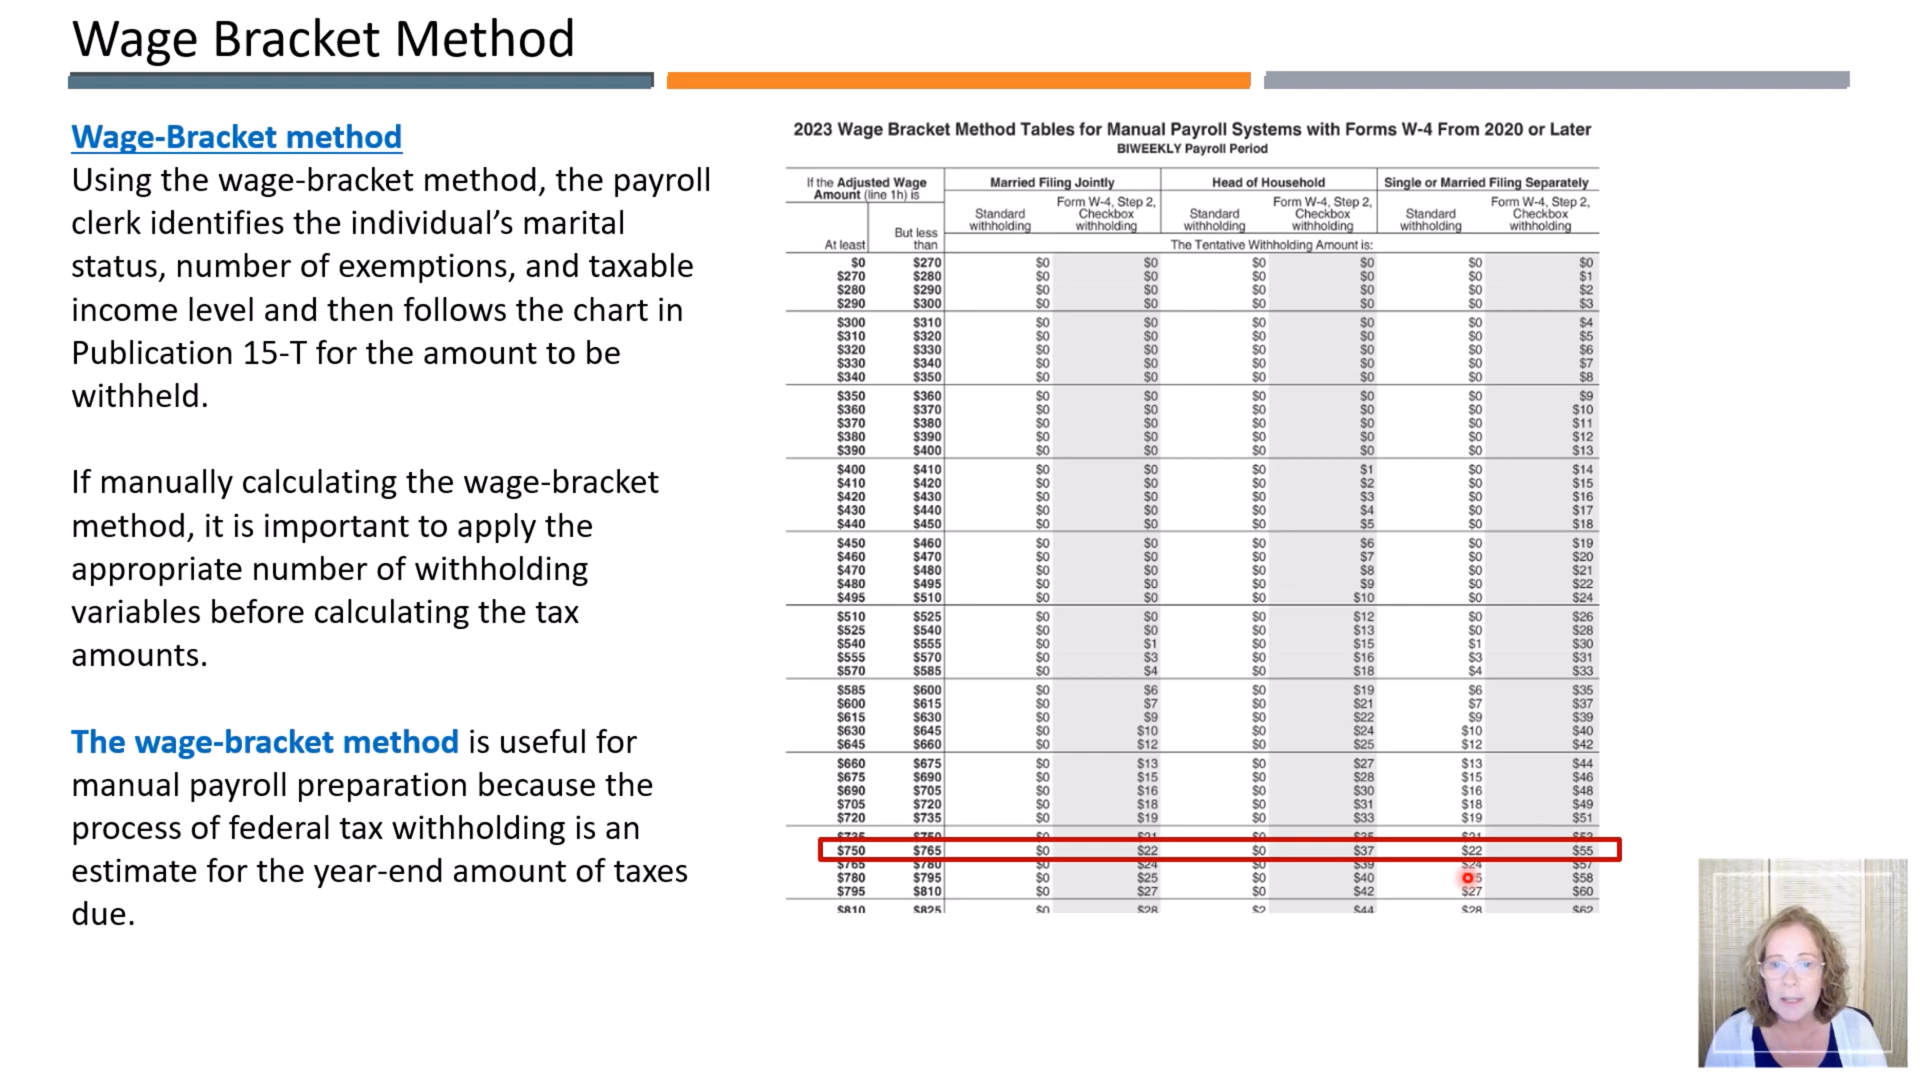 Wage Bracket Method
Wage-Bracket method
Using the wage-bracket method, the payroll
clerk identifies the individual’s marital
status, number of exemptions, and taxable
income level and then follows the chart in
Publication 15-T for the amount to be
withheld.
If manually calculating the wage-bracket
method, it is important to apply the
appropriate number of withholding
variables before calculating the tax
amounts.
The wage-bracket method is useful for
manual payroll preparation because the
process of federal tax withholding is an
estimate for the year-end amount of taxes
due.
2023 Wage Bracket Method Tables for Manual Payroll Systems with Forms W-4 From 2020 or Later
BIWEEKLY Payroll Period
If the Adjusted Wage Amount (line 1h) is
Married Filing Jointly
Head of Household
Single or Married Filing Separately
At least
But less than
Standard withholding
Form W-4, Step 2, Checkbox withholding
Standard withholding
Form W-4, Step 2, Checkbox withholding
Standard withholding
Form W-4, Step 2, Checkbox withholding
The Tentative Withholding Amount is:
$0 $270 $0 $0 $0 $0 $0 $0
$270 $280 $0 $0 $0 $0 $0 $1
$280 $290 $0 $0 $0 $0 $0 $2
$290 $300 $0 $0 $0 $0 $0 $3
$300 $310 $0 $0 $0 $0 $0 $4
$310 $320 $0 $0 $0 $0 $0 $5
$320 $330 $0 $0 $0 $0 $0 $6
$330 $340 $0 $0 $0 $0 $0 $7
$340 $350 $0 $0 $0 $0 $0 $8
$350 $360 $0 $0 $0 $0 $0 $9
$360 $370 $0 $0 $0 $0 $0 $10
$370 $380 $0 $0 $0 $0 $0 $11
$380 $390 $0 $0 $0 $0 $0 $12
$390 $400 $0 $0 $0 $0 $0 $13
$400 $410 $0 $0 $0 $1 $0 $14
$410 $420 $0 $0 $0 $2 $0 $15
$420 $430 $0 $0 $0 $3 $0 $16
$430 $440 $0 $0 $0 $4 $0 $17
$440 $450 $0 $0 $0 $5 $0 $18
$450 $460 $0 $0 $0 $6 $0 $19
$460 $470 $0 $0 $0 $7 $0 $20
$470 $480 $0 $0 $0 $8 $0 $21
$480 $495 $0 $0 $0 $9 $0 $22
$495 $510 $0 $0 $0 $10 $0 $24
$510 $525 $0 $0 $0 $12 $0 $26
$525 $540 $0 $0 $0 $13 $0 $28
$540 $555 $0 $1 $0 $15 $1 $30
$555 $570 $0 $3 $0 $16 $3 $31
$570 $585 $0 $4 $0 $18 $4 $33
$585 $600 $0 $6 $0 $19 $6 $35
$600 $615 $0 $7 $0 $21 $7 $37
$615 $630 $0 $9 $0 $22 $9 $39
$630 $645 $0 $10 $0 $24 $10 $40
$645 $660 $0 $12 $0 $25 $12 $42
$660 $675 $0 $13 $0 $27 $13 $44
$675 $690 $0 $15 $0 $28 $15 $46
$690 $705 $0 $16 $0 $30 $16 $48
$705 $720 $0 $18 $0 $31 $18 $49
$720 $735 $0 $19 $0 $33 $19 $51
$735 $750 $0 $21 $0 $35 $21 $53
$750 $765 $0 $22 $0 $37 $22 $55
$765 $780 $0 $24 $0 $39 $24 $57
$780 $795 $0 $25 $0 $40 5 $58
$795 $810 $0 $27 $0 $42 $27 $60
$810 $825 $0 $28 $2 $44 $28 $62